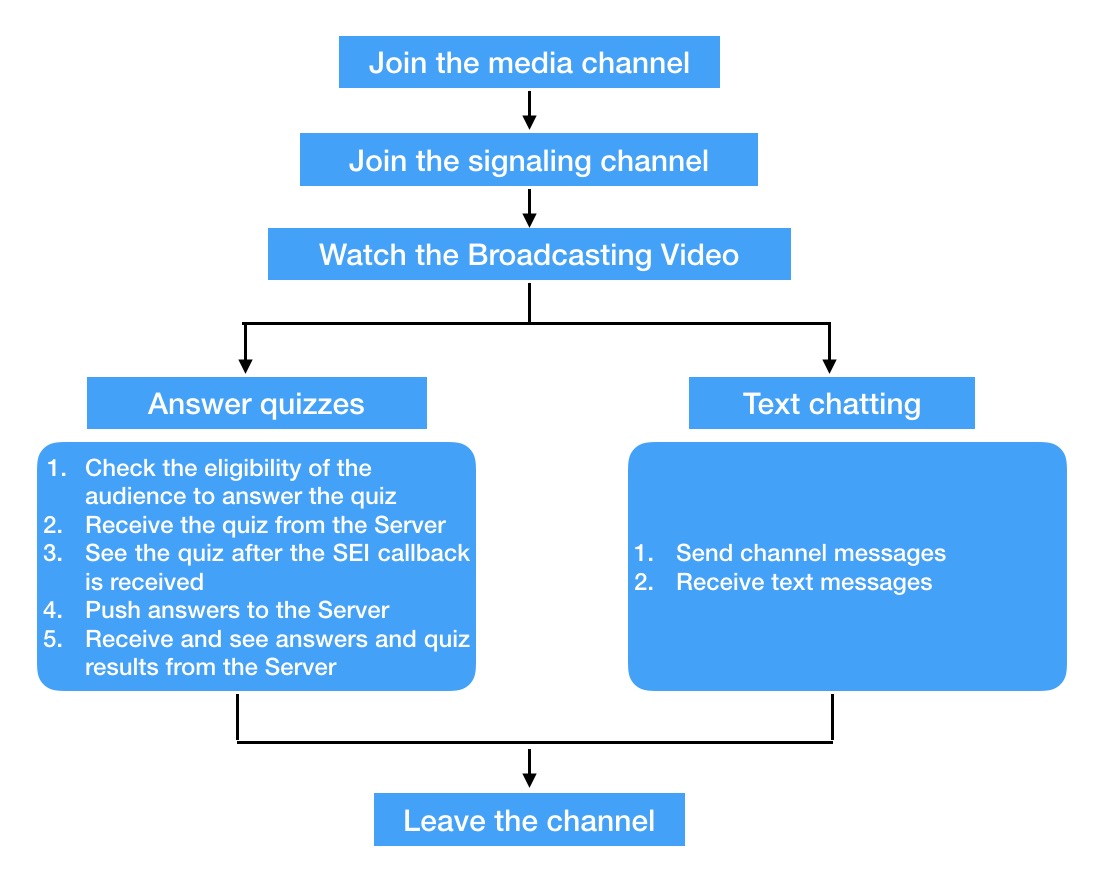 Join the media channel
Join the signaling channel
Watch the Broadcasting Video
Answer quizzes
1. Check the eligibility of the
audience to answer the quiz
2. Receive the quiz from the Server
3. See the quiz after the SEI callback
is received
4. Push answers to the Server
5. Receive and see answers and quiz
results from the Server
Text chatting
1. Send channel messages
2. Receive text messages
Leave the channel